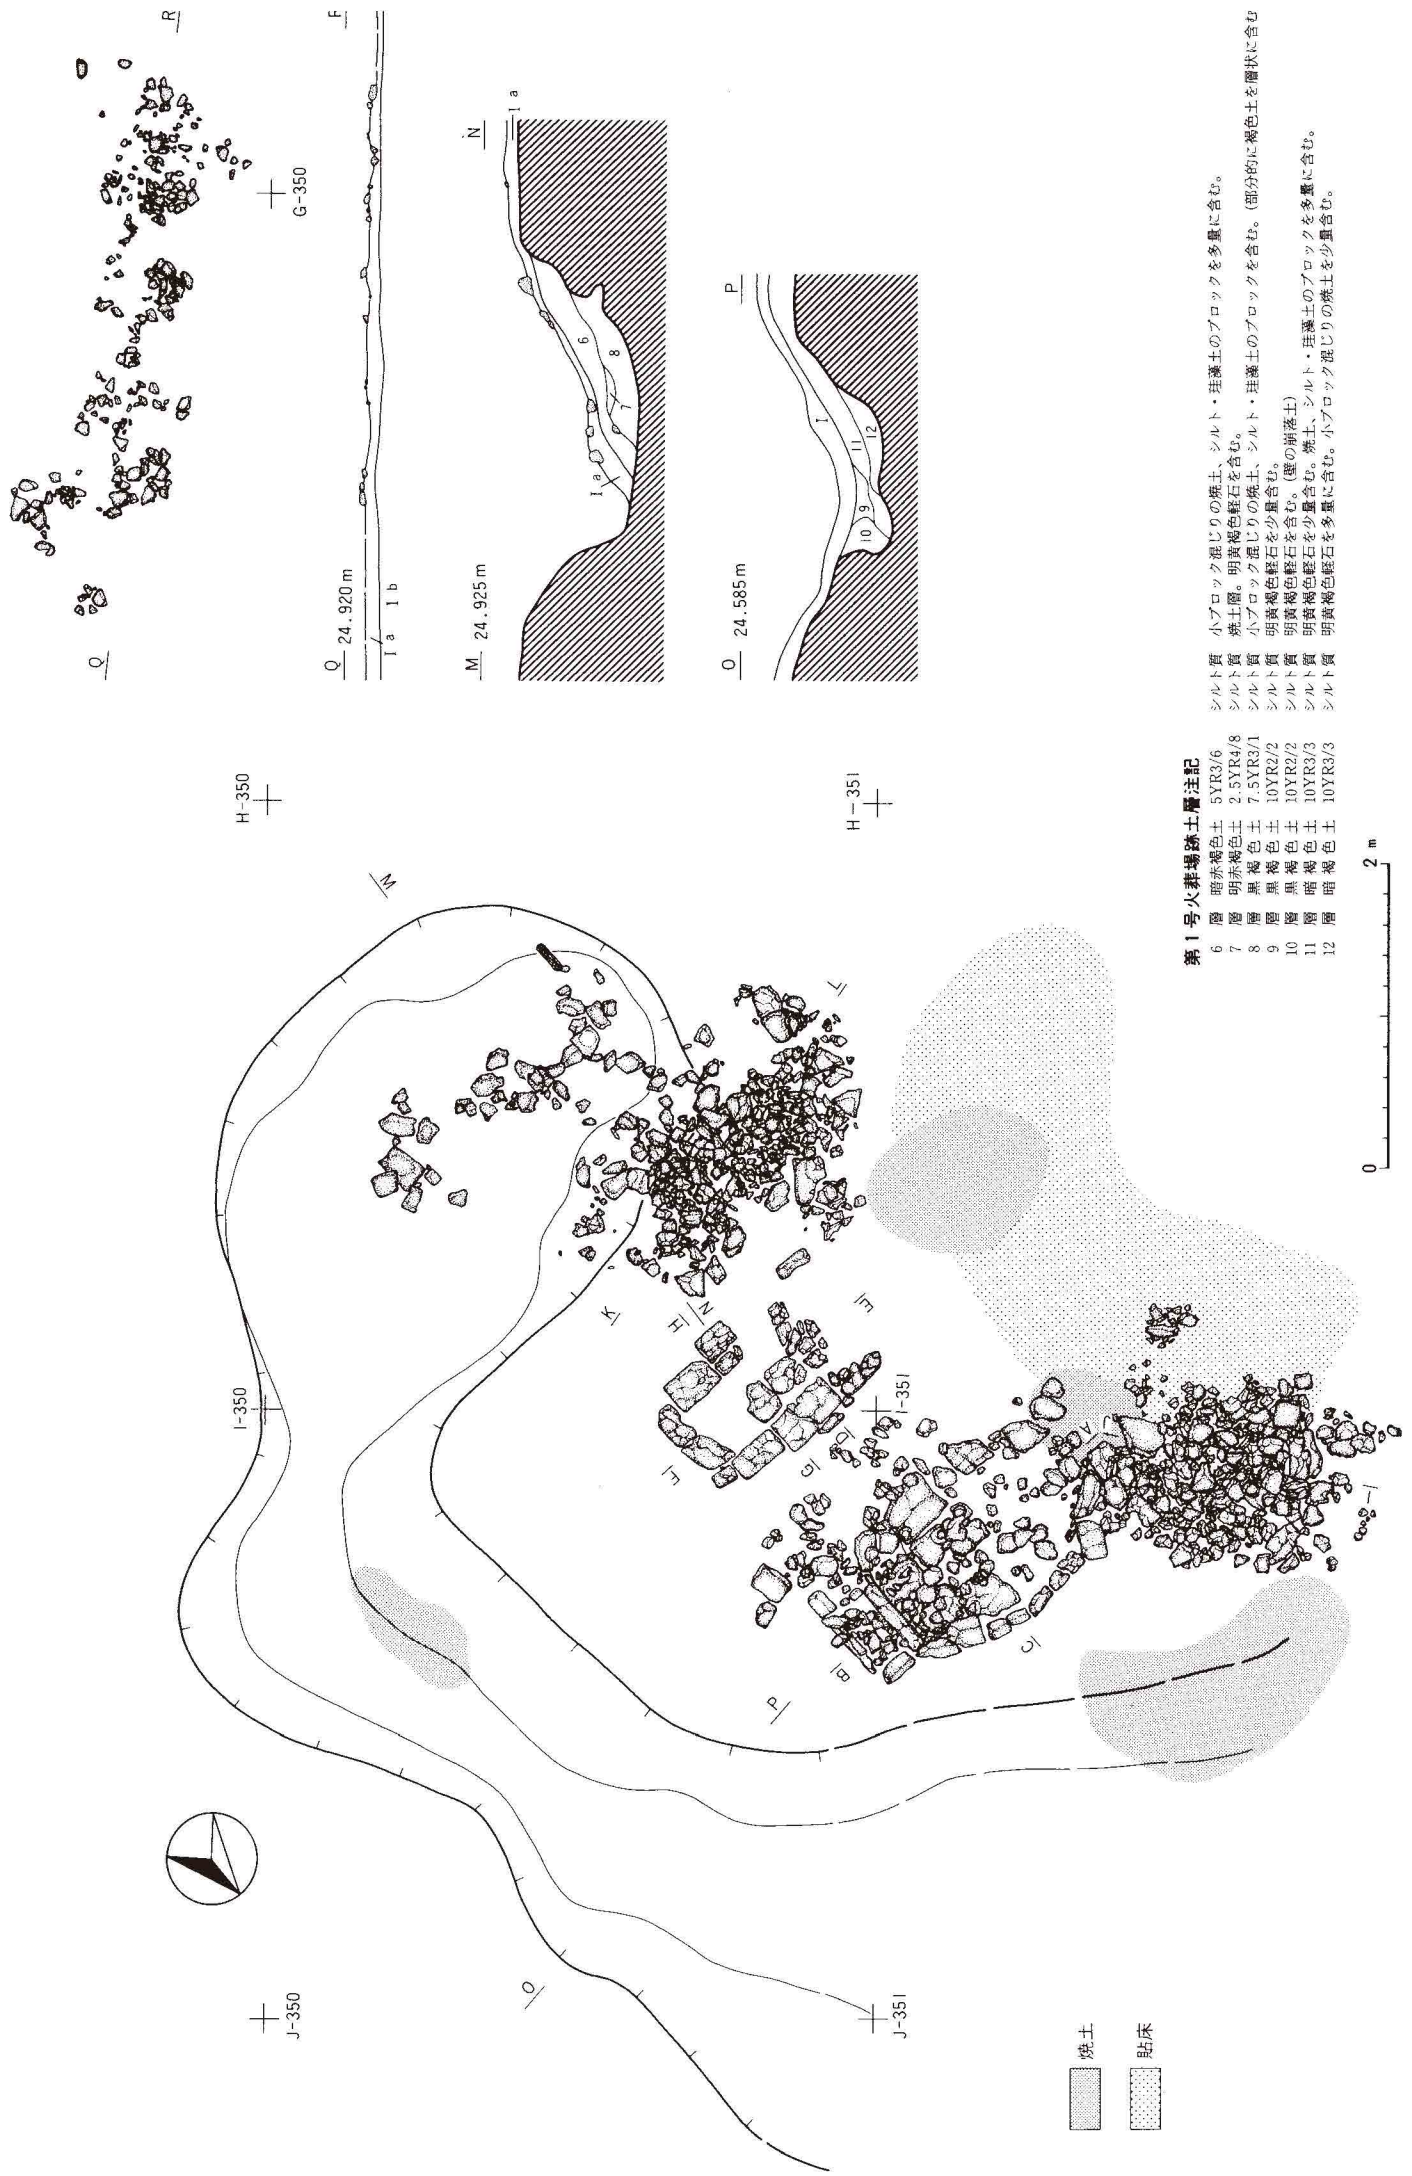 J-350
I-350
H-350
G-350
J-351
I-351
H-351
O
P
M
N
H
K
L
E
F
G
D
B
C
A
J
I
Q
R
Q 24.920m
Ia 1b
M 24.925m
N
Ia
Ia
6
7
8
O 24.585m
P
I
9
10
11
12
焼土
貼床
第1号火葬場跡土層注記
6 層 暗赤褐色土 5YR3/6 シルト質 小ブロック混じりの焼土、シルト・珪藻土のブロックを多量に含む。
7 層 明赤褐色土 2.5YR4/8 シルト質 焼土層。明黄褐色軽石を含む。
8 層 黒褐色土 7.5YR3/1 シルト質 小ブロック混じりの焼土、シルト・珪藻土のブロックを含む。(部分的に褐色土を層状に含む
9 層 黒褐色土 10YR2/2 シルト質 明黄褐色軽石を少量含む。
10 層 黒褐色土 10YR2/2 シルト質 明黄褐色軽石を含む。(壁の崩落土)
11 層 暗褐色土 10YR3/3 シルト質 明黄褐色軽石を少量含む。焼土、シルト・珪藻土のブロックを多量に含む。
12 層 暗褐色土 10YR3/3 シルト質 明黄褐色軽石を多量に含む。小ブロック混じりの焼土を少量含む。
0 2m